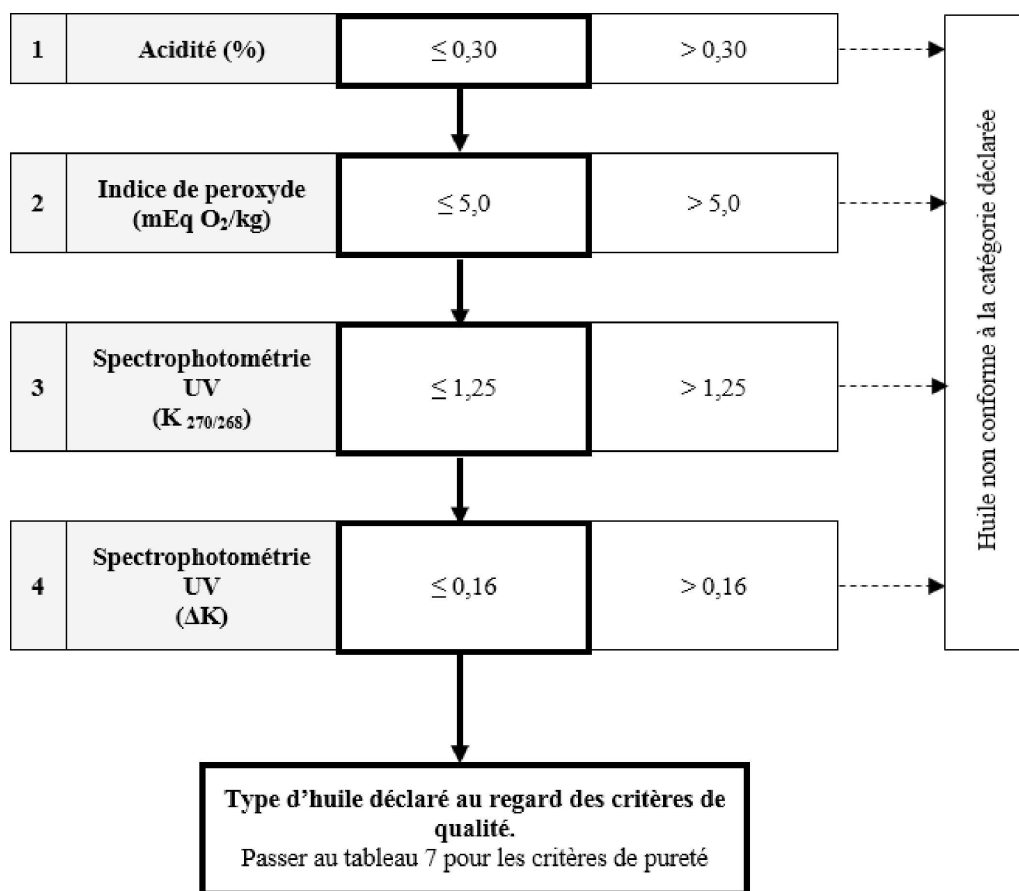 1 Acidité (%) ≤ 0,30 > 0,30
2 Indice de peroxyde (mEq O₂/kg) ≤ 5,0 > 5,0
3 Spectrophotométrie UV (K 270/268) ≤ 1,25 > 1,25
4 Spectrophotométrie UV (ΔK) ≤ 0,16 > 0,16
Huile non conforme à la catégorie déclarée
Type d’huile déclaré au regard des critères de
qualité.
Passer au tableau 7 pour les critères de pureté